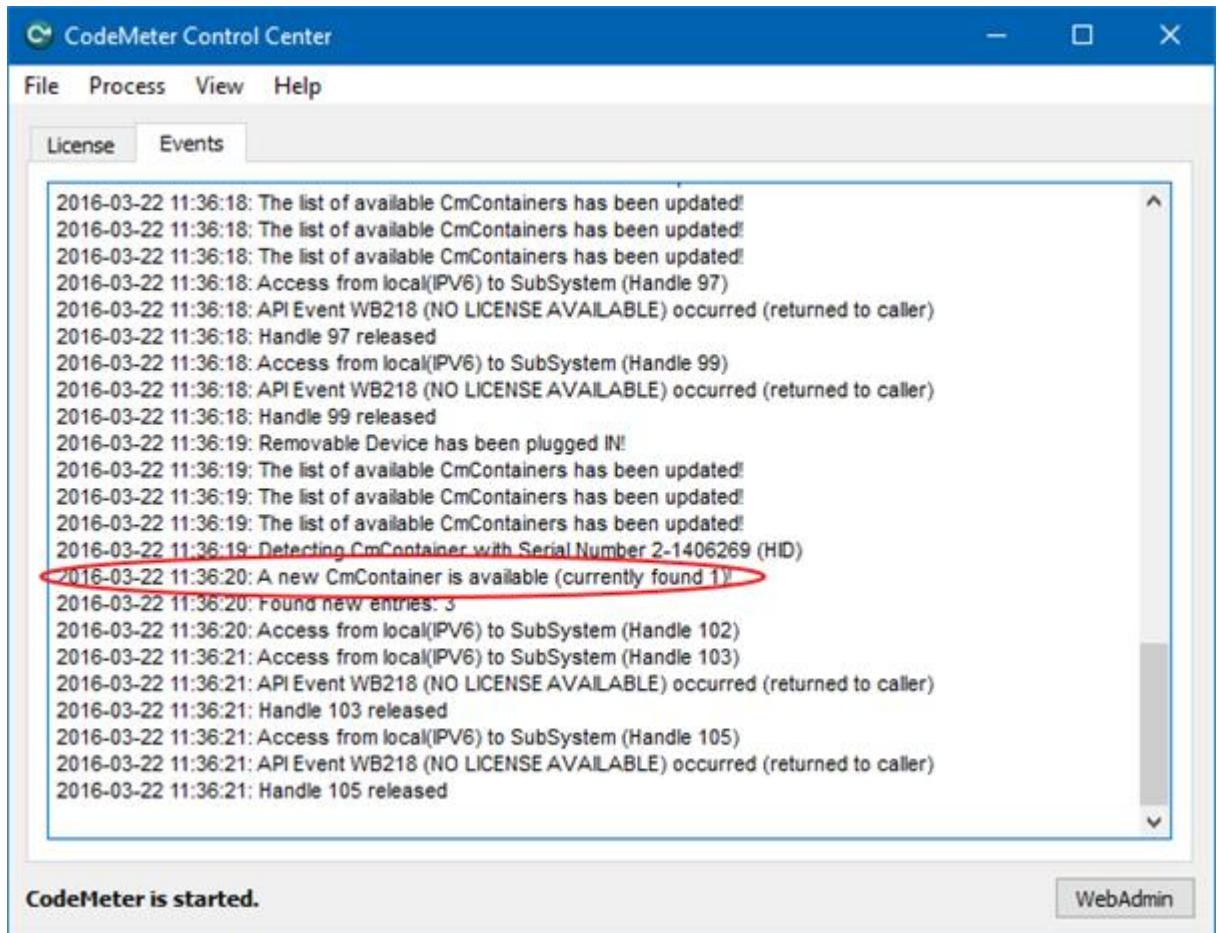 CodeMeter Control Center
File Process View Help
License Events
2016-03-22 11:36:18: The list of available CmContainers has been updated!
2016-03-22 11:36:18: The list of available CmContainers has been updated!
2016-03-22 11:36:18: The list of available CmContainers has been updated!
2016-03-22 11:36:18: Access from local(IPV6) to SubSystem (Handle 97)
2016-03-22 11:36:18: API Event WB218 (NO LICENSE AVAILABLE) occurred (returned to caller)
2016-03-22 11:36:18: Handle 97 released
2016-03-22 11:36:18: Access from local(IPV6) to SubSystem (Handle 99)
2016-03-22 11:36:18: API Event WB218 (NO LICENSE AVAILABLE) occurred (returned to caller)
2016-03-22 11:36:18: Handle 99 released
2016-03-22 11:36:19: Removable Device has been plugged IN!
2016-03-22 11:36:19: The list of available CmContainers has been updated!
2016-03-22 11:36:19: The list of available CmContainers has been updated!
2016-03-22 11:36:19: The list of available CmContainers has been updated!
2016-03-22 11:36:19: Detecting CmContainer with Serial Number 2-1406269 (HID)
2016-03-22 11:36:20: A new CmContainer is available (currently found 1)!
2016-03-22 11:36:20: Found new entries: 3
2016-03-22 11:36:20: Access from local(IPV6) to SubSystem (Handle 102)
2016-03-22 11:36:21: Access from local(IPV6) to SubSystem (Handle 103)
2016-03-22 11:36:21: API Event WB218 (NO LICENSE AVAILABLE) occurred (returned to caller)
2016-03-22 11:36:21: Handle 103 released
2016-03-22 11:36:21: Access from local(IPV6) to SubSystem (Handle 105)
2016-03-22 11:36:21: API Event WB218 (NO LICENSE AVAILABLE) occurred (returned to caller)
2016-03-22 11:36:21: Handle 105 released
CodeMeter is started.
WebAdmin